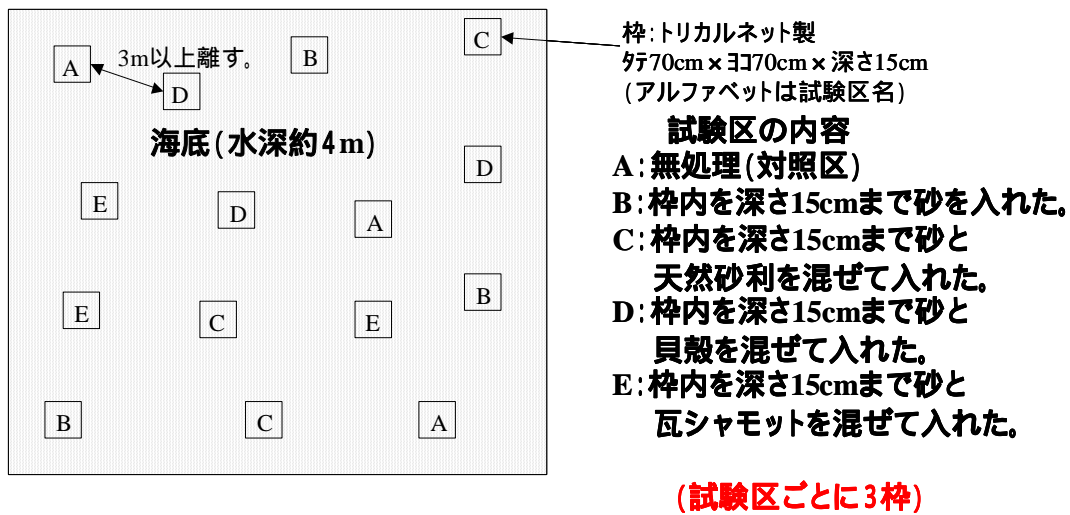 C
枠:トリカルネット製
B
A
3m以上離す。
ﾀﾃ70cm×ﾖｺ70cm×深さ15cm
D
(アルファベットは試験区名)
海底(水深約4m)
試験区の内容
D
A:無処理(対照区)
E
D
A
B:枠内を深さ15cmまで砂を入れた。
C:枠内を深さ15cmまで砂と
天然砂利を混ぜて入れた。
B
E
C
E
D:枠内を深さ15cmまで砂と
貝殻を混ぜて入れた。
E:枠内を深さ15cmまで砂と
瓦シャモットを混ぜて入れた。
B
C
A
(試験区ごとに3枠)